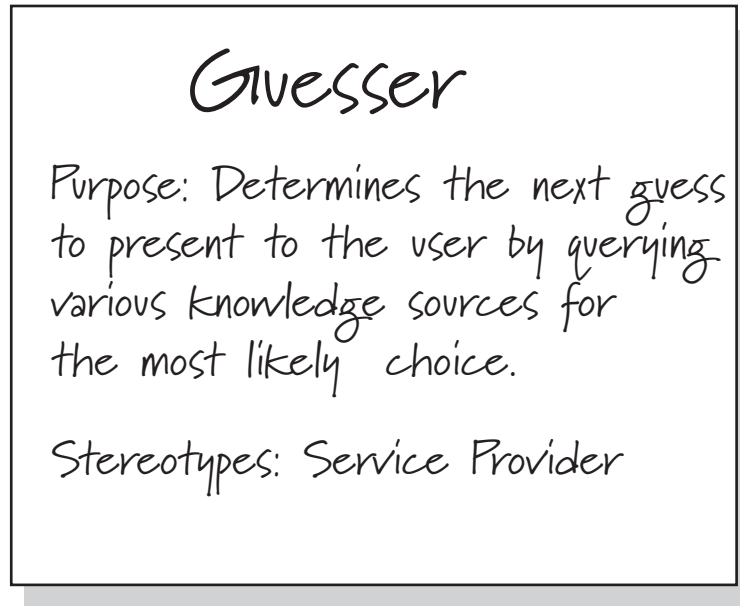 Guesser
Purpose: Determines the next guess
to present to the user by querying
various knowledge sources for
the most likely choice.
Stereotypes: Service Provider